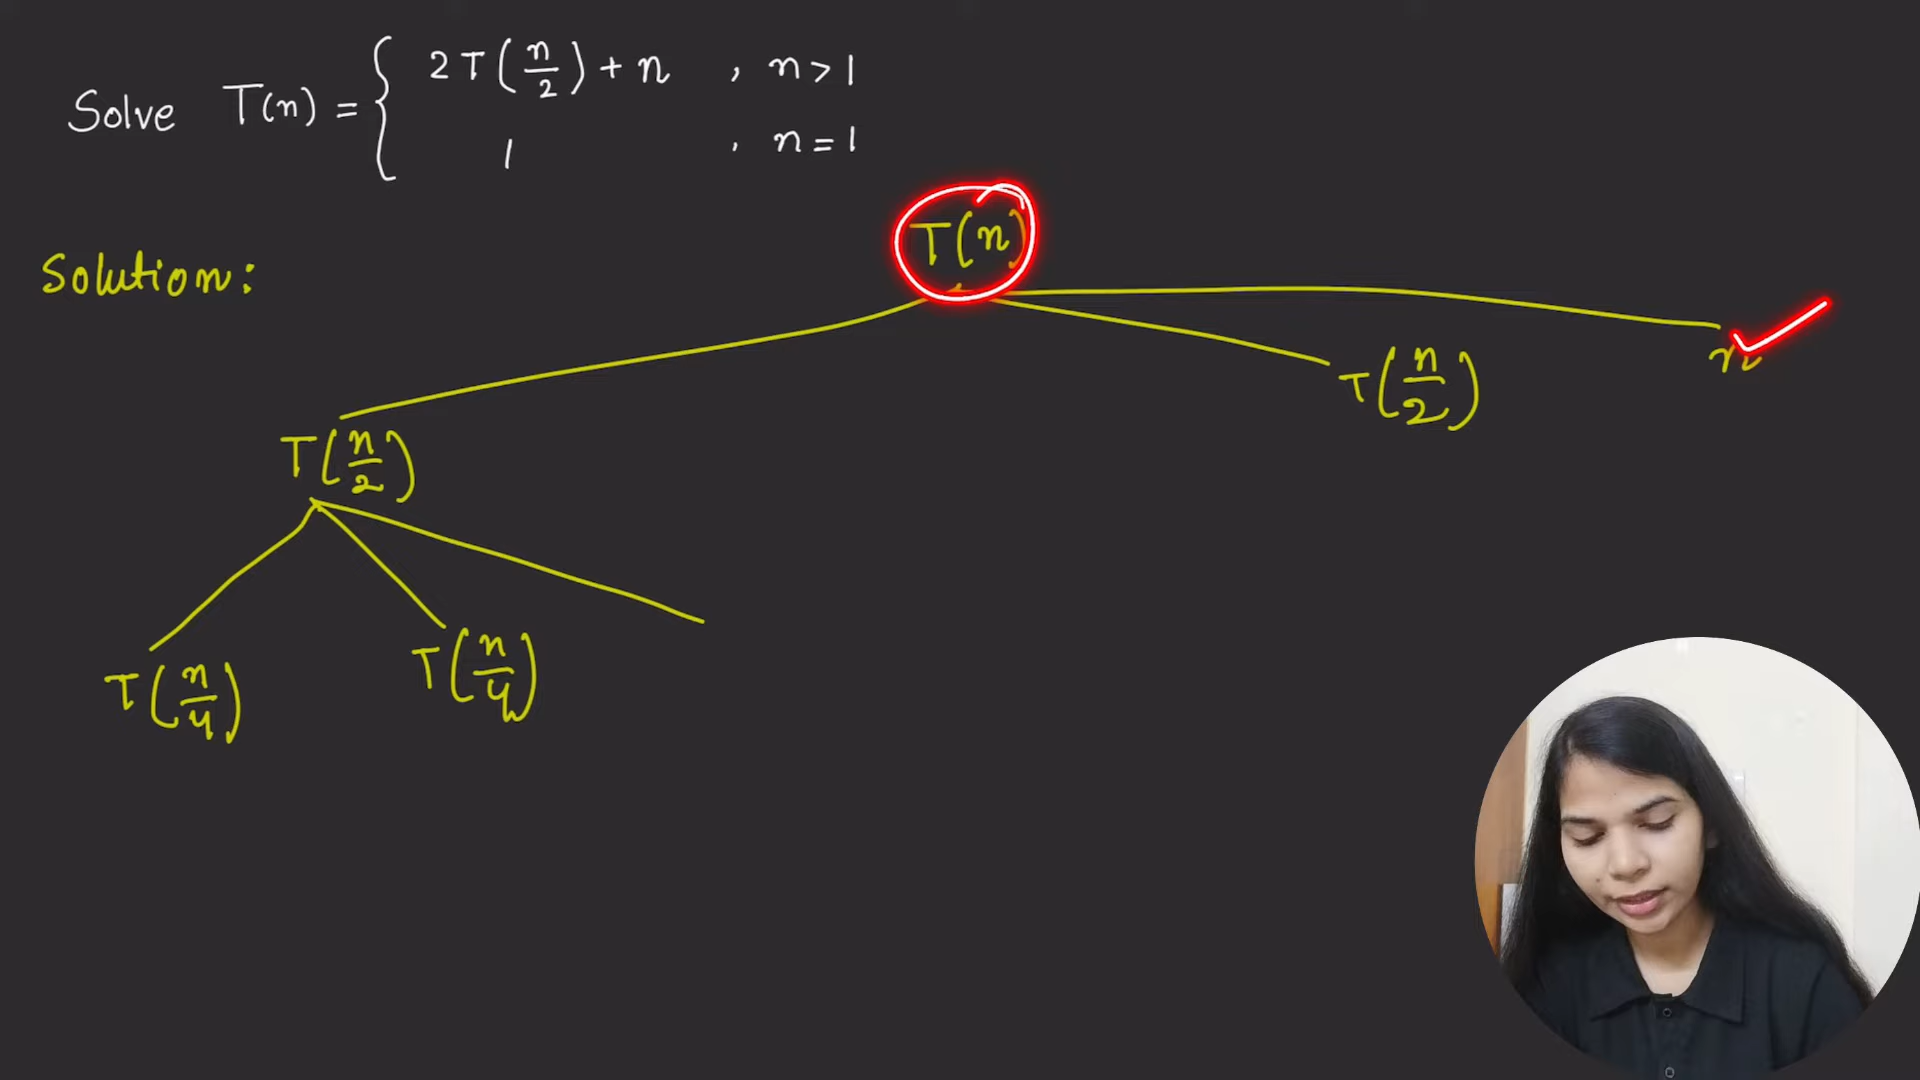 Solve T(n) = { 2T(n/2) + n , n > 1
1 , n = 1
Solution:
T(n)
T(n/2) T(n/2) n
T(n/4) T(n/4)